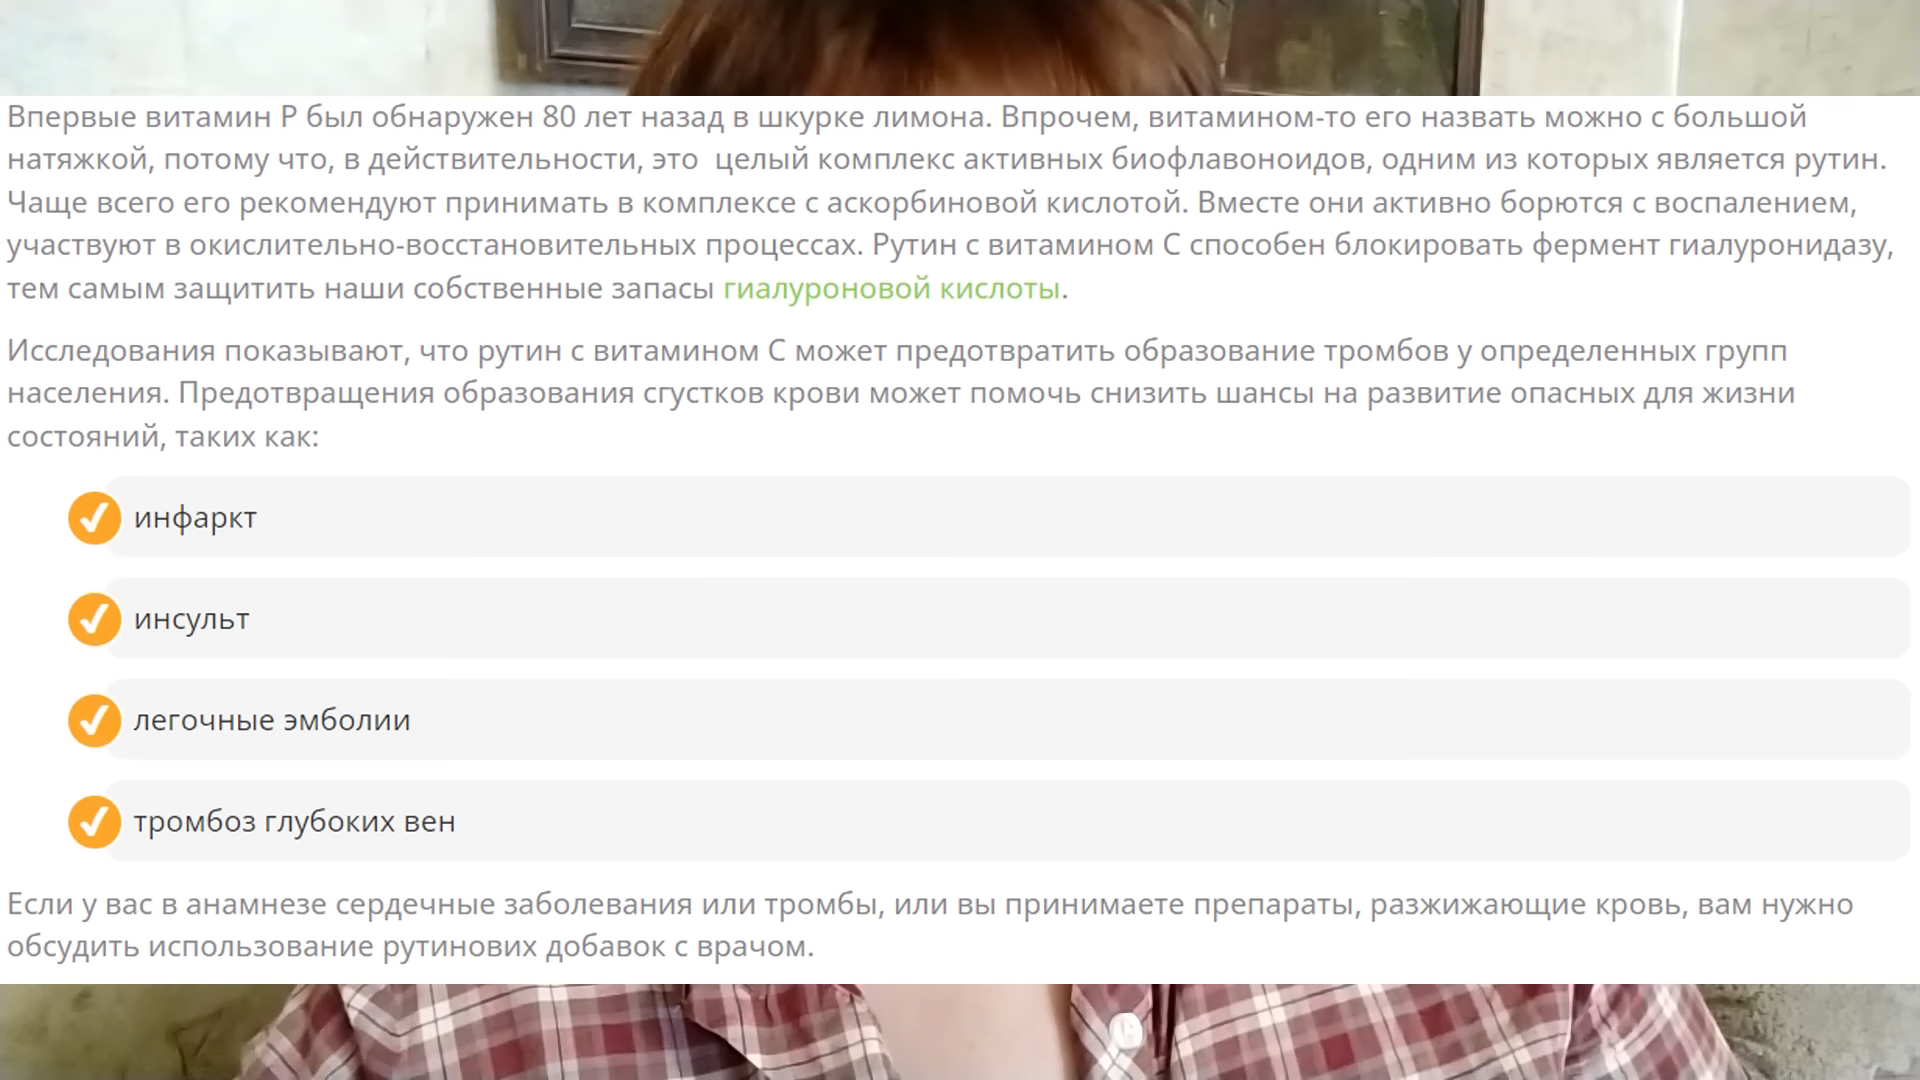 Впервые витамин Р был обнаружен 80 лет назад в шкурке лимона. Впрочем, витамином-то его назвать можно с большой
натяжкой, потому что, в действительности, это  целый комплекс активных биофлавоноидов, одним из которых является рутин.
Чаще всего его рекомендуют принимать в комплексе с аскорбиновой кислотой. Вместе они активно борются с воспалением,
участвуют в окислительно-восстановительных процессах. Рутин с витамином С способен блокировать фермент гиалуронидазу,
тем самым защитить наши собственные запасы гиалуроновой кислоты.
Исследования показывают, что рутин с витамином С может предотвратить образование тромбов у определенных групп
населения. Предотвращения образования сгустков крови может помочь снизить шансы на развитие опасных для жизни
состояний, таких как:
инфаркт
инсульт
легочные эмболии
тромбоз глубоких вен
Если у вас в анамнезе сердечные заболевания или тромбы, или вы принимаете препараты, разжижающие кровь, вам нужно
обсудить использование рутинових добавок с врачом.